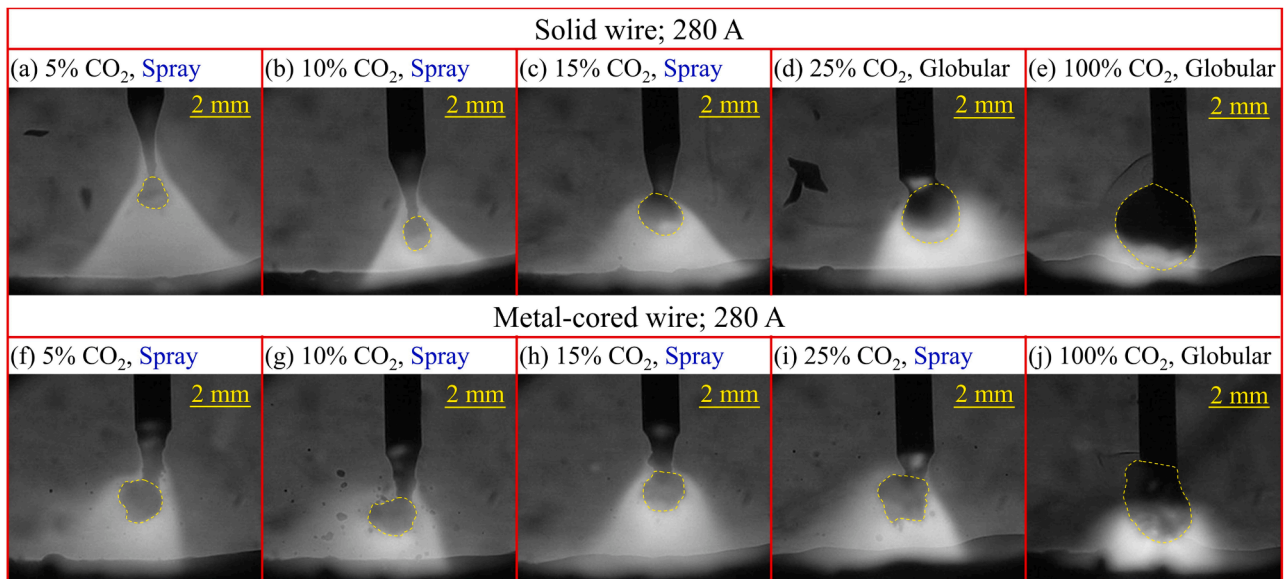 Solid wire; 280 A
(a) 5% CO₂, Spray
(b) 10% CO₂, Spray
(c) 15% CO₂, Spray
(d) 25% CO₂, Globular
(e) 100% CO₂, Globular
2 mm
2 mm
2 mm
2 mm
2 mm
Metal-cored wire; 280 A
(f) 5% CO₂, Spray
(g) 10% CO₂, Spray
(h) 15% CO₂, Spray
(i) 25% CO₂, Spray
(j) 100% CO₂, Globular
2 mm
2 mm
2 mm
2 mm
2 mm